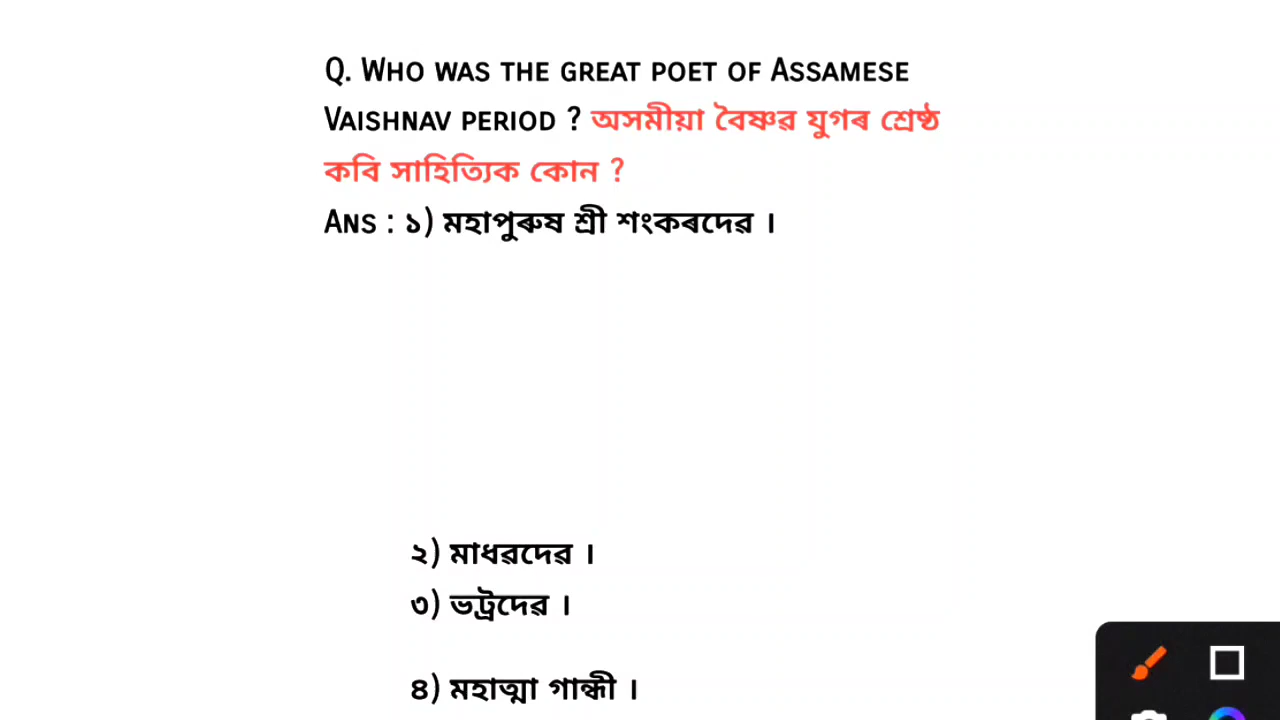 Q. Who was the great poet of Assamese
Vaishnav period ? অসমীয়া বৈষ্ণৱ যুগৰ শ্ৰেষ্ঠ
কবি সাহিত্যিক কোন ?
Ans : ১) মহাপুৰুষ শ্ৰী শংকৰদেৱ ।
২) মাধৱদেৱ ।
৩) ভট্ৰদেৱ ।
৪) মহাত্মা গান্ধী ।